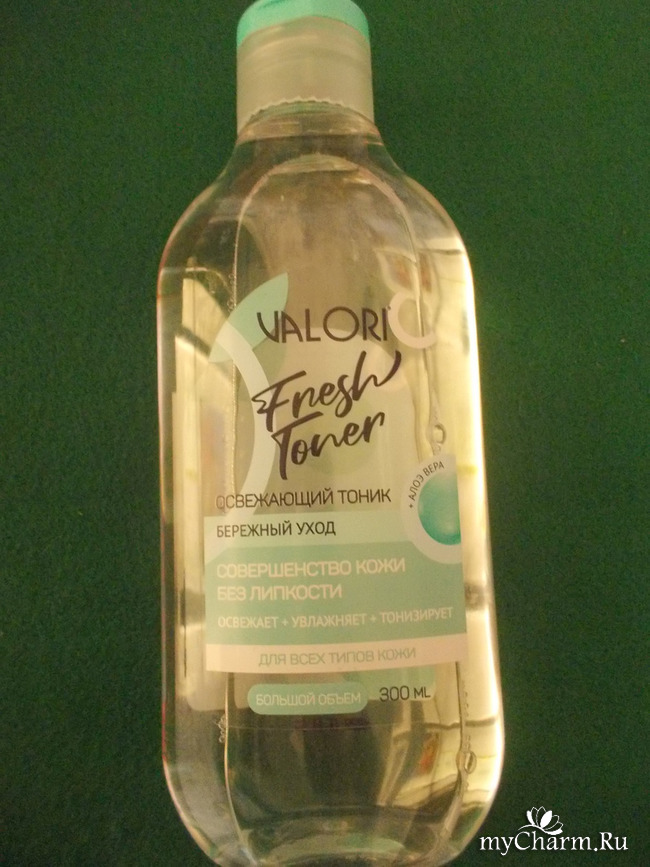 VALORI
Fresh
Toner
ОСВЕЖАЮЩИЙ ТОНИК
БЕРЕЖНЫЙ УХОД
+ АЛОЭ ВЕРА
СОВЕРШЕНСТВО КОЖИ
БЕЗ ЛИПКОСТИ
ОСВЕЖАЕТ + УВЛАЖНЯЕТ + ТОНИЗИРУЕТ
ДЛЯ ВСЕХ ТИПОВ КОЖИ
БОЛЬШОЙ ОБЪЕМ 300 ML
myCharm.Ru